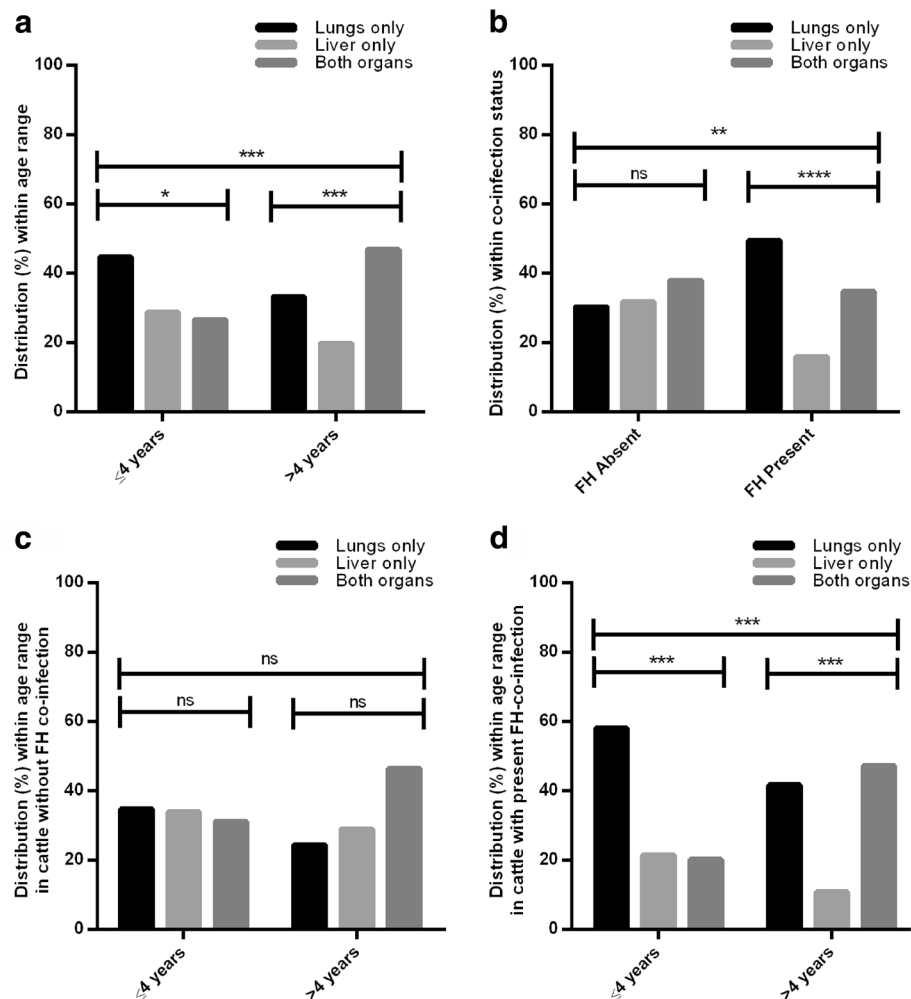 a
Lungs only
Liver only
Both organs
Distribution (%) within age range
100
80
60
40
20
0
***
*
***
≤4 years
>4 years
b
Lungs only
Liver only
Both organs
Distribution (%) within co-infection status
100
80
60
40
20
0
**
ns
****
FH Absent
FH Present
c
Lungs only
Liver only
Both organs
Distribution (%) within age range
in cattle without FH co-infection
100
80
60
40
20
0
ns
ns
ns
≤4 years
>4 years
d
Lungs only
Liver only
Both organs
Distribution (%) within age range
in cattle with present FH-co-infection
100
80
60
40
20
0
***
***
***
≤4 years
>4 years